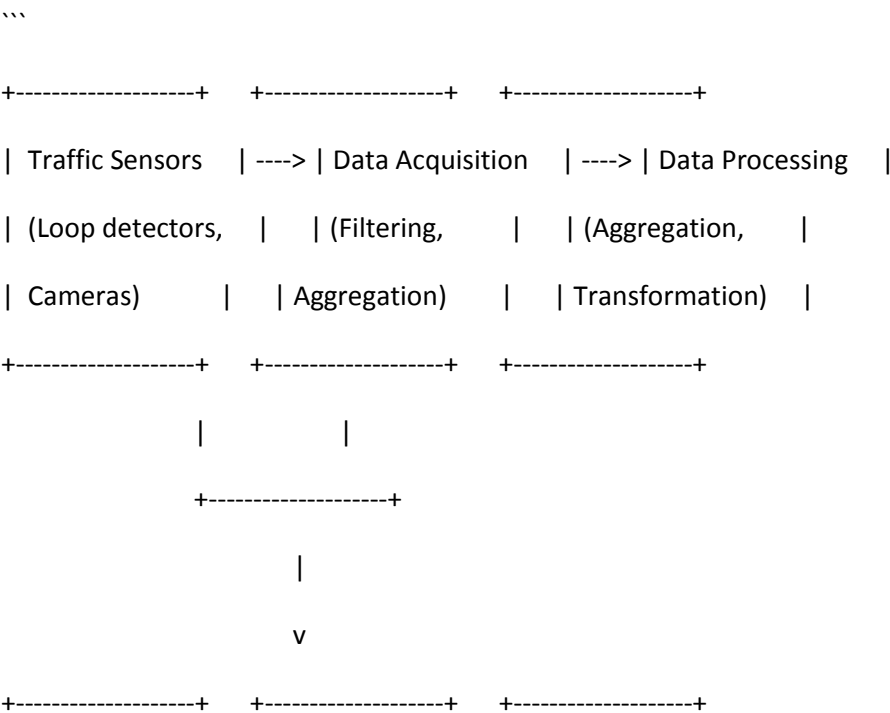 ```
+--------------------+ +--------------------+ +--------------------+
| Traffic Sensors | ----> | Data Acquisition | ----> | Data Processing |
| (Loop detectors, | | (Filtering, | | (Aggregation, |
| Cameras) | | Aggregation) | | Transformation) |
+--------------------+ +--------------------+ +--------------------+
| |
+--------------------+
|
v
+--------------------+ +--------------------+ +--------------------+